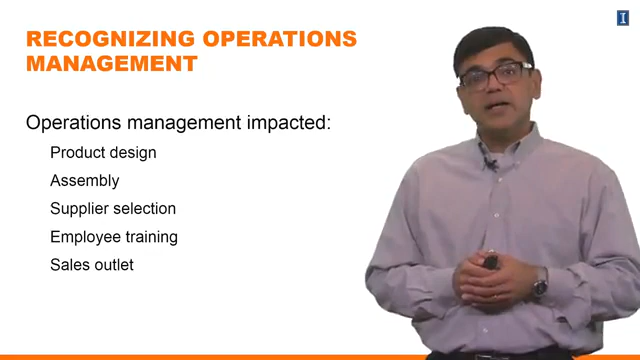 RECOGNIZING OPERATIONS
MANAGEMENT
Operations management impacted:
Product design
Assembly
Supplier selection
Employee training
Sales outlet
I